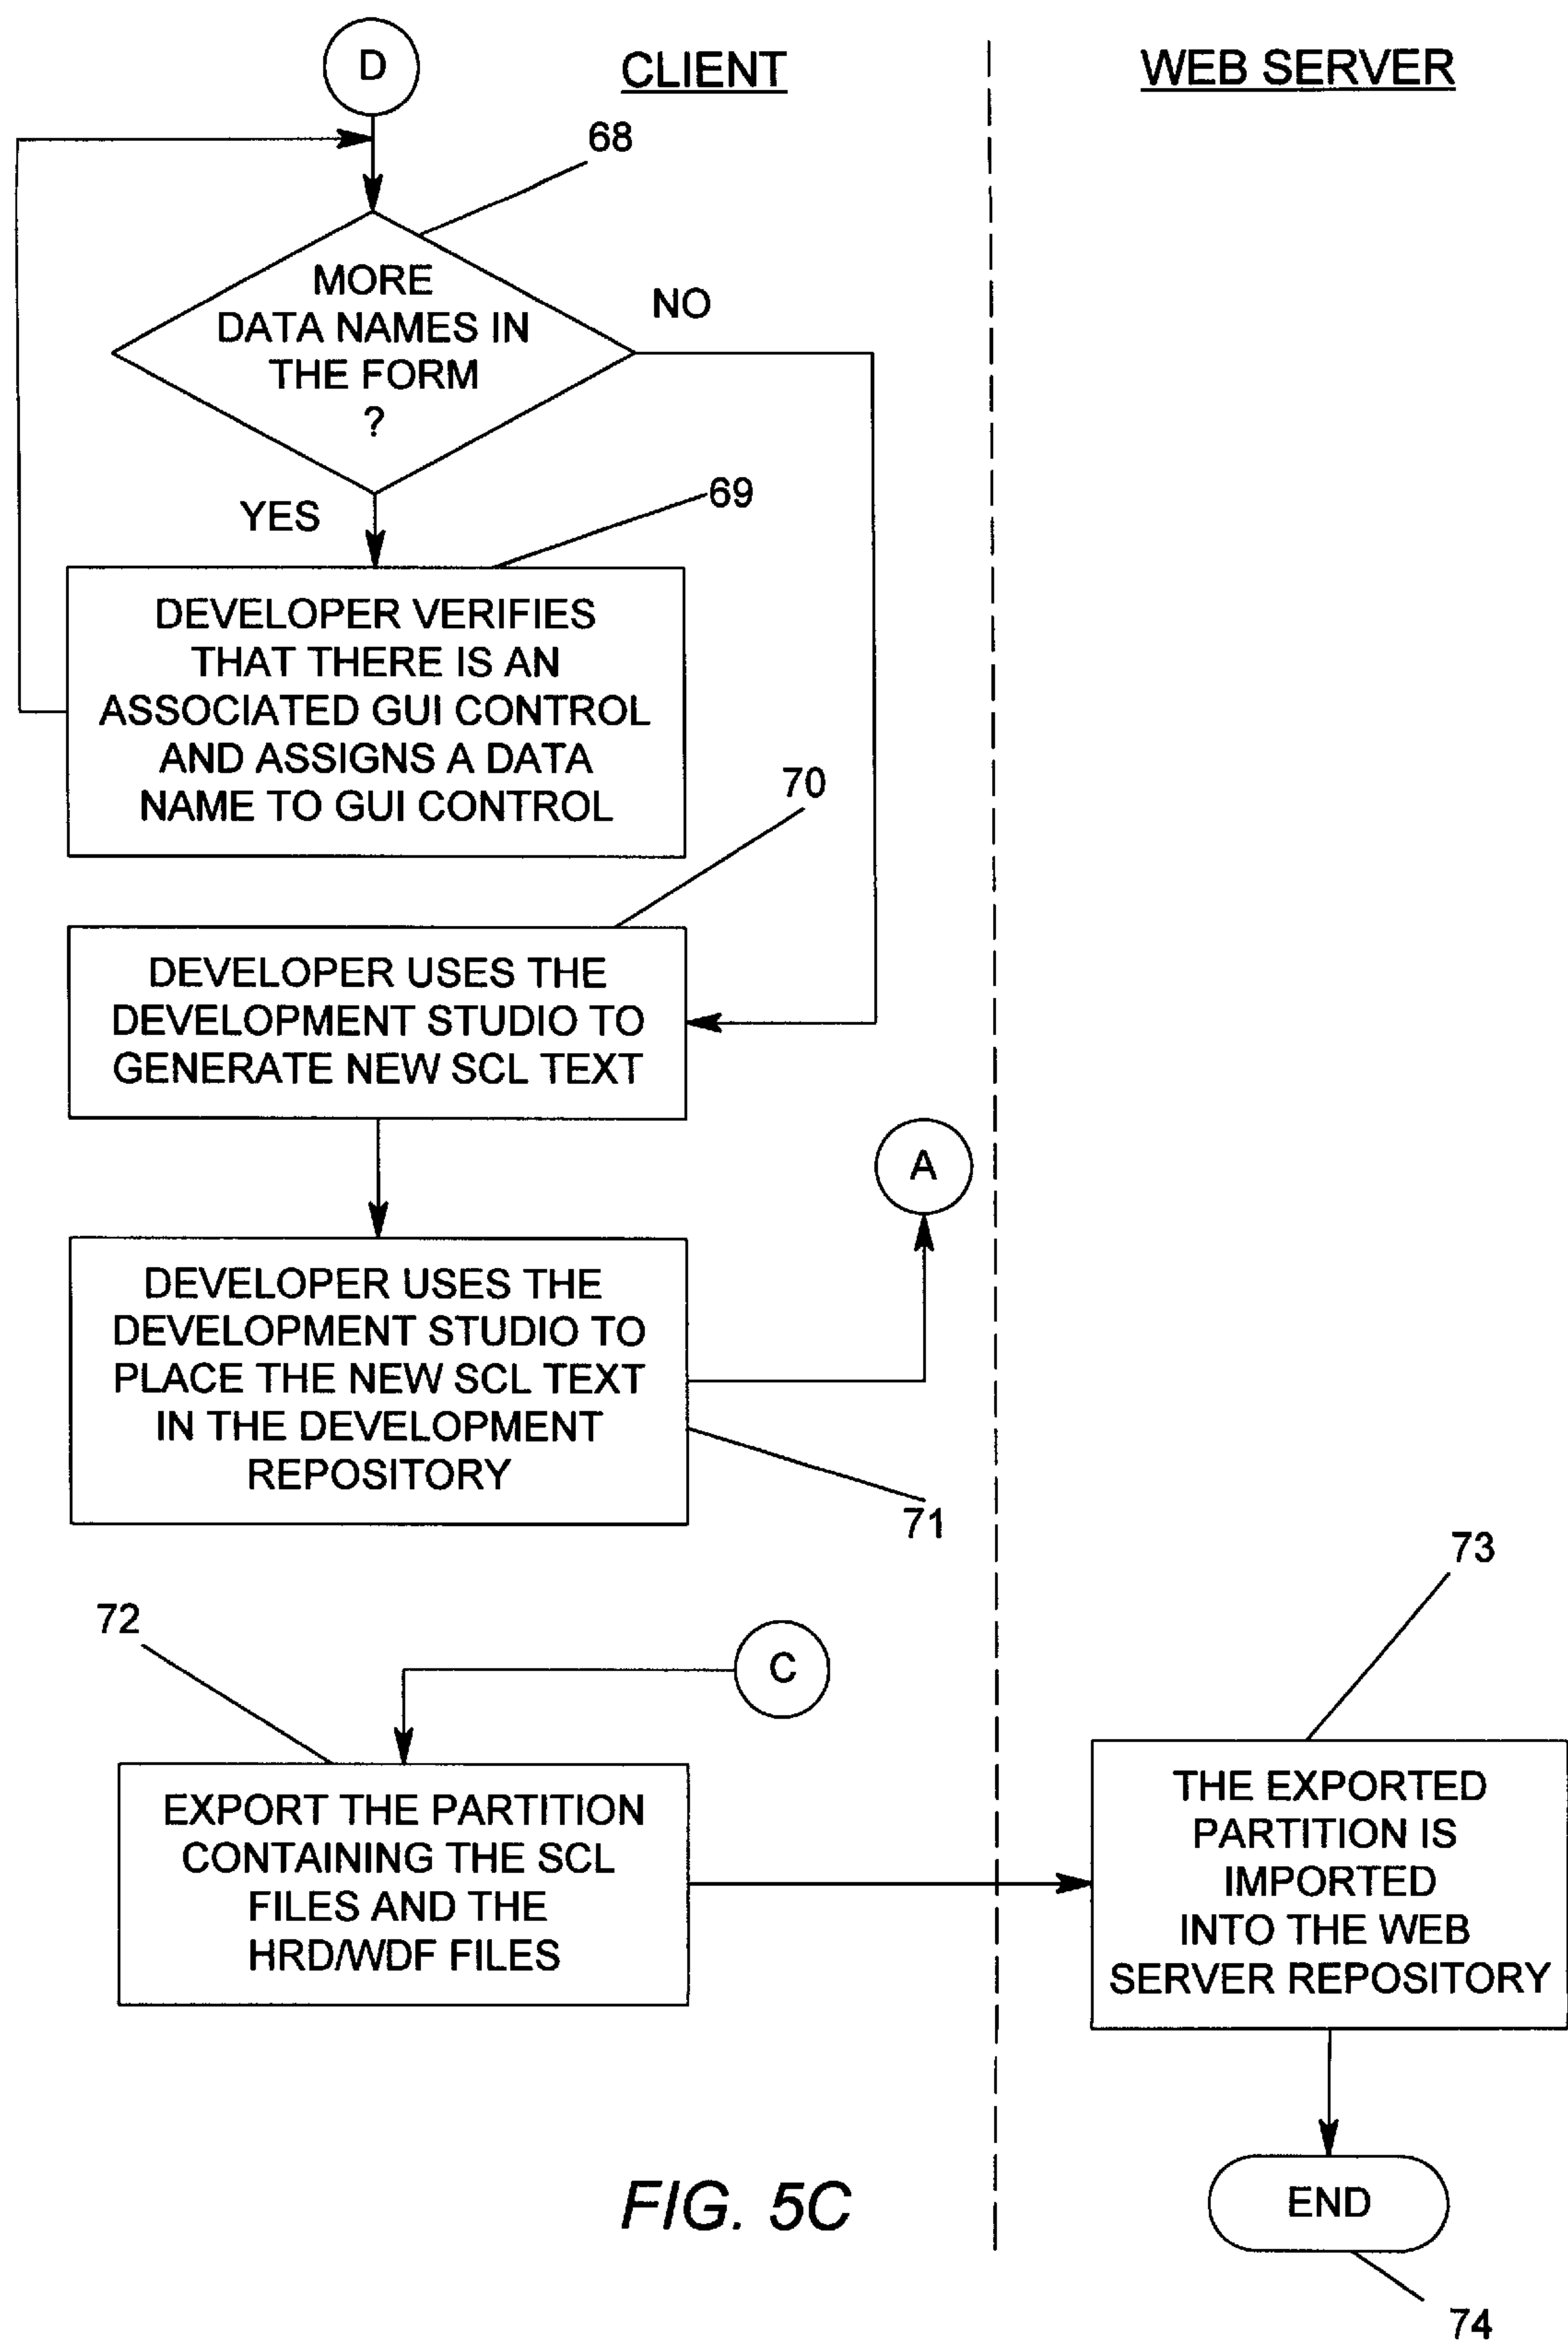 D
CLIENT
WEB SERVER
68
MORE
DATA NAMES IN
THE FORM
?
NO
YES
69
DEVELOPER VERIFIES
THAT THERE IS AN
ASSOCIATED GUI CONTROL
AND ASSIGNS A DATA
NAME TO GUI CONTROL
70
DEVELOPER USES THE
DEVELOPMENT STUDIO TO
GENERATE NEW SCL TEXT
A
DEVELOPER USES THE
DEVELOPMENT STUDIO TO
PLACE THE NEW SCL TEXT
IN THE DEVELOPMENT
REPOSITORY
71
72
C
73
EXPORT THE PARTITION
CONTAINING THE SCL
FILES AND THE
HRD/WDF FILES
THE EXPORTED
PARTITION IS
IMPORTED
INTO THE WEB
SERVER REPOSITORY
END
74
FIG. 5C